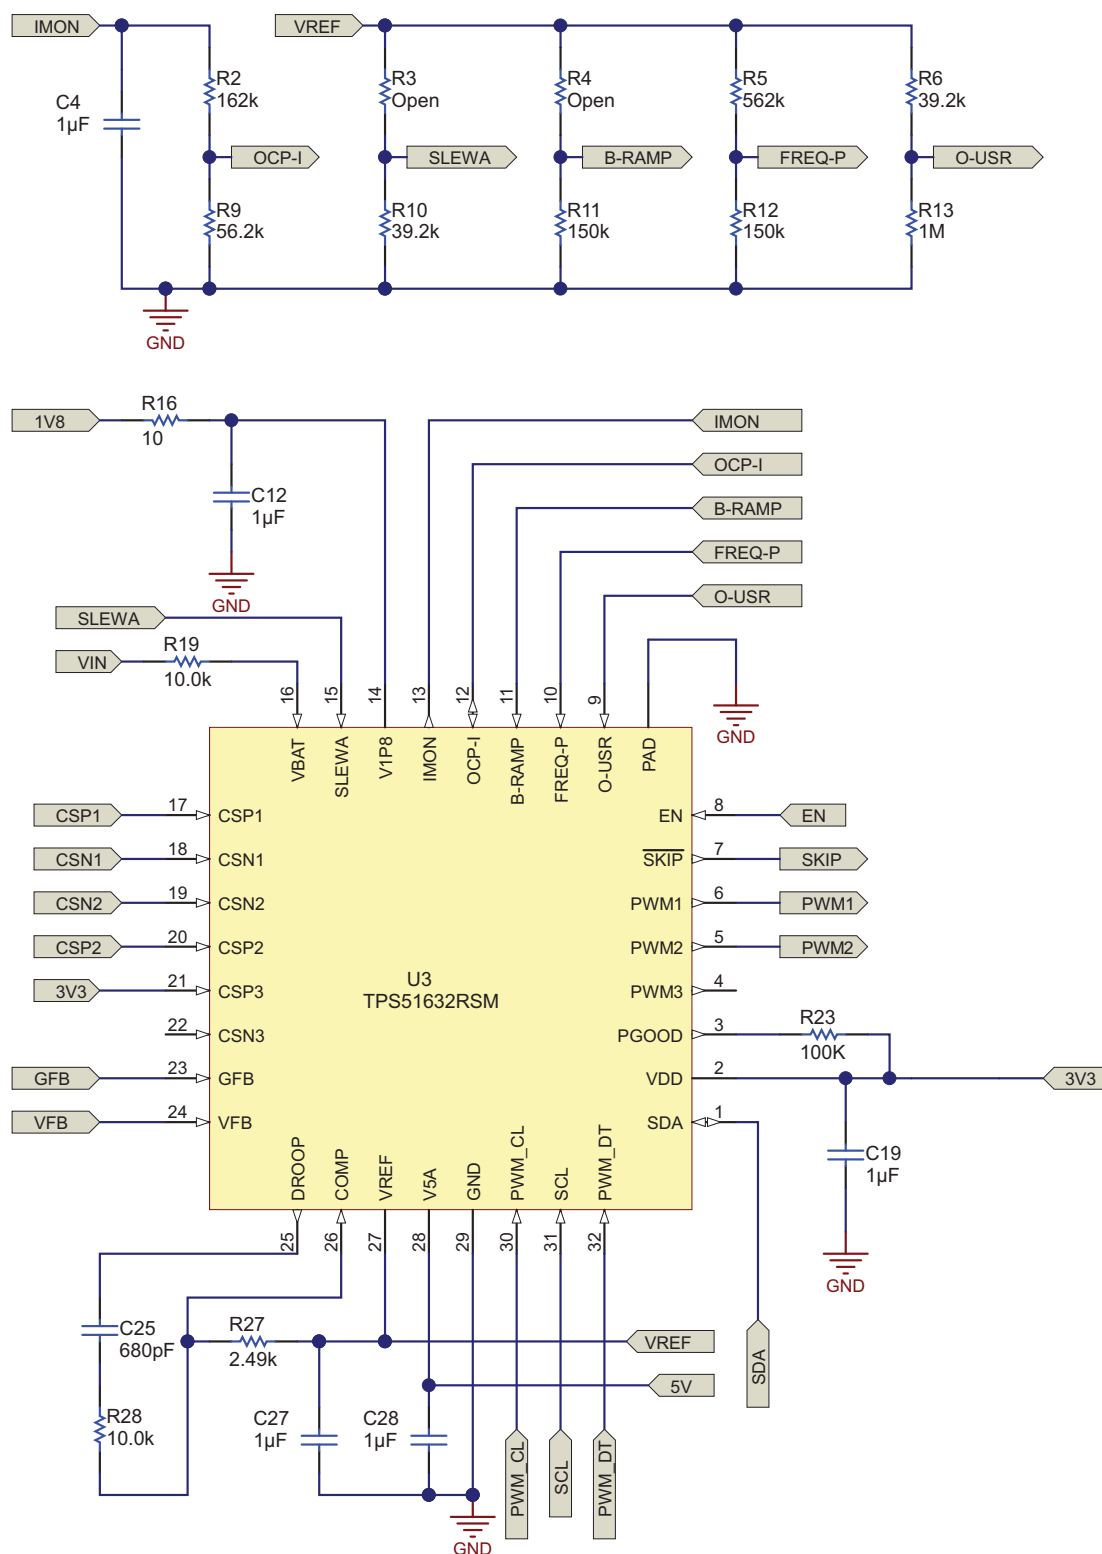 IMON
VREF
C4
1µF
R2
162k
R3
Open
R4
Open
R5
562k
R6
39.2k
OCP-I
SLEWA
B-RAMP
FREQ-P
O-USR
R9
56.2k
R10
39.2k
R11
150k
R12
150k
R13
1M
GND
1V8
R16
10
IMON
OCP-I
C12
1µF
B-RAMP
FREQ-P
GND
O-USR
SLEWA
VIN
R19
10.0k
16
15
14
13
12
11
10
9
GND
VBAT
SLEWA
V1P8
IMON
OCP-I
B-RAMP
FREQ-P
O-USR
PAD
CSP1
17
CSP1
EN
8
EN
CSN1
18
CSN1
SKIP
7
SKIP
CSN2
19
CSN2
PWM1
6
PWM1
CSP2
20
CSP2
PWM2
5
PWM2
U3
TPS51632RSM
3V3
21
CSP3
PWM3
4
22
CSN3
PGOOD
3
R23
100K
GFB
23
GFB
VDD
2
3V3
VFB
24
VFB
SDA
1
C19
1µF
GND
DROOP
COMP
VREF
V5A
GND
PWM_CL
SCL
PWM_DT
25
26
27
28
29
30
31
32
C25
680pF
R27
2.49k
VREF
5V
SDA
R28
10.0k
C27
1µF
C28
1µF
PWM_CL
SCL
PWM_DT
GND